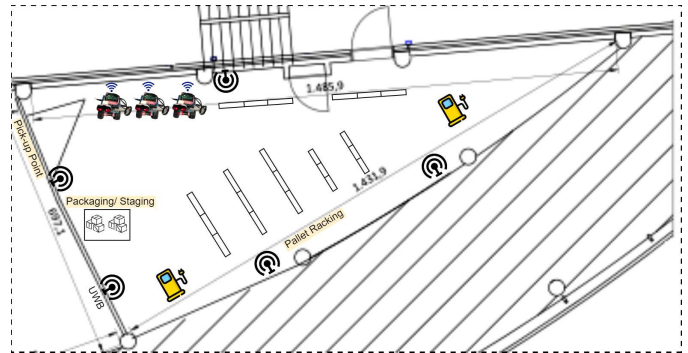 1.485,9
Pick-up Point
1.431,9
Packaging/ Staging
697,1
Pallet Racking
UWB